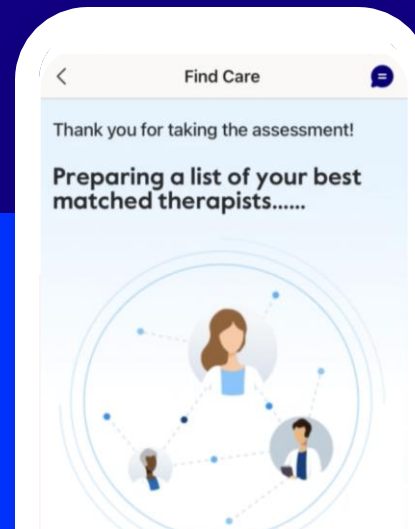 Find Care
Thank you for taking the assessment!
Preparing a list of your best
matched therapists......